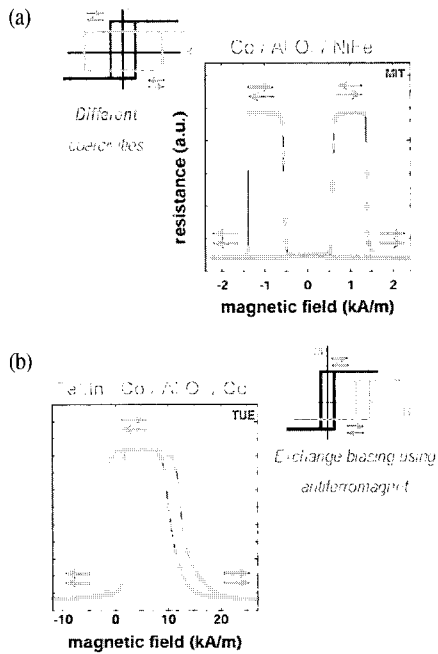 (a)
Different
Co / Al O / NiFe
MIT
resistance (a.u.)
-2 -1 0 1 2
magnetic field (kA/m)
(b)
Co / Al O / Co
TUE
Exchange biasing using
antiferromagnet
-10 0 10 20
magnetic field (kA/m)